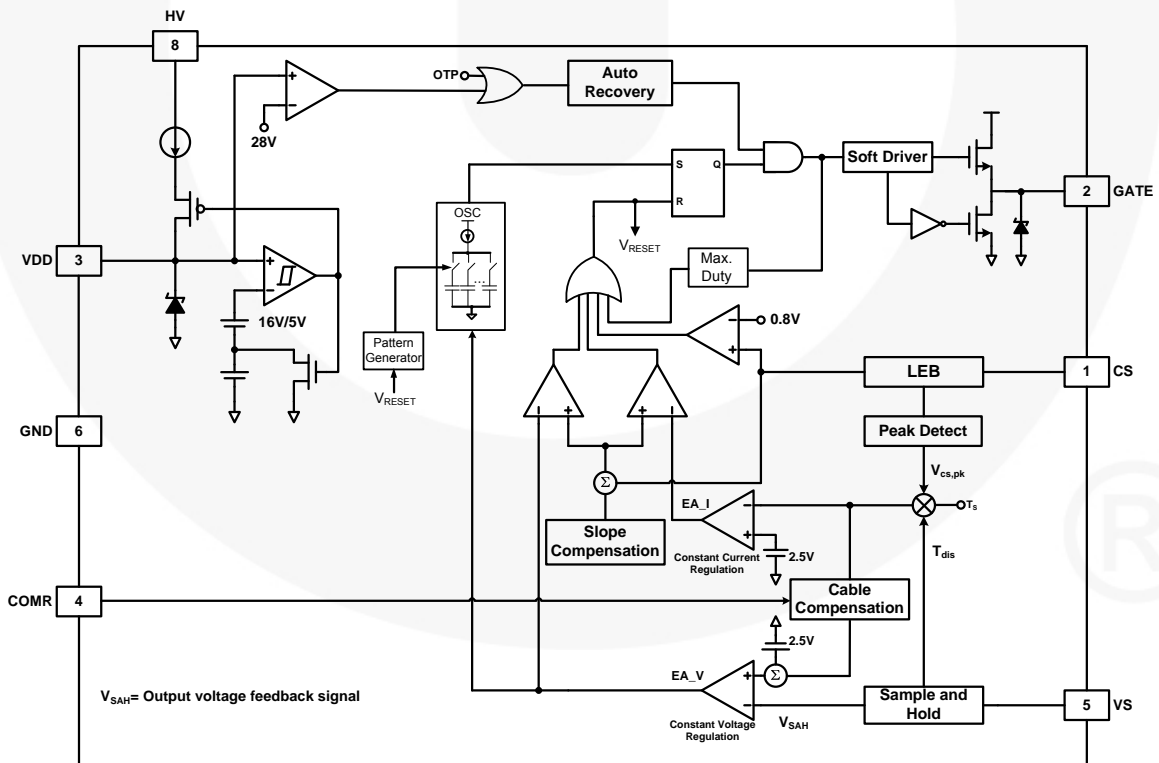 HV
8
OTP
Auto
Recovery
28V
S
Q
R
Soft Driver
2
GATE
OSC
...
VDD
3
VRESET
Max.
Duty
16V/5V
0.8V
Pattern
Generator
VRESET
LEB
1
CS
GND
6
Peak Detect
Vcs,pk
Σ
EA_I
Ts
Slope
Compensation
2.5V
Constant Current
Regulation
Tdis
COMR
4
Cable
Compensation
2.5V
EA_V
Σ
VSAH= Output voltage feedback signal
Sample and
Hold
5
VS
Constant Voltage
Regulation
VSAH
®